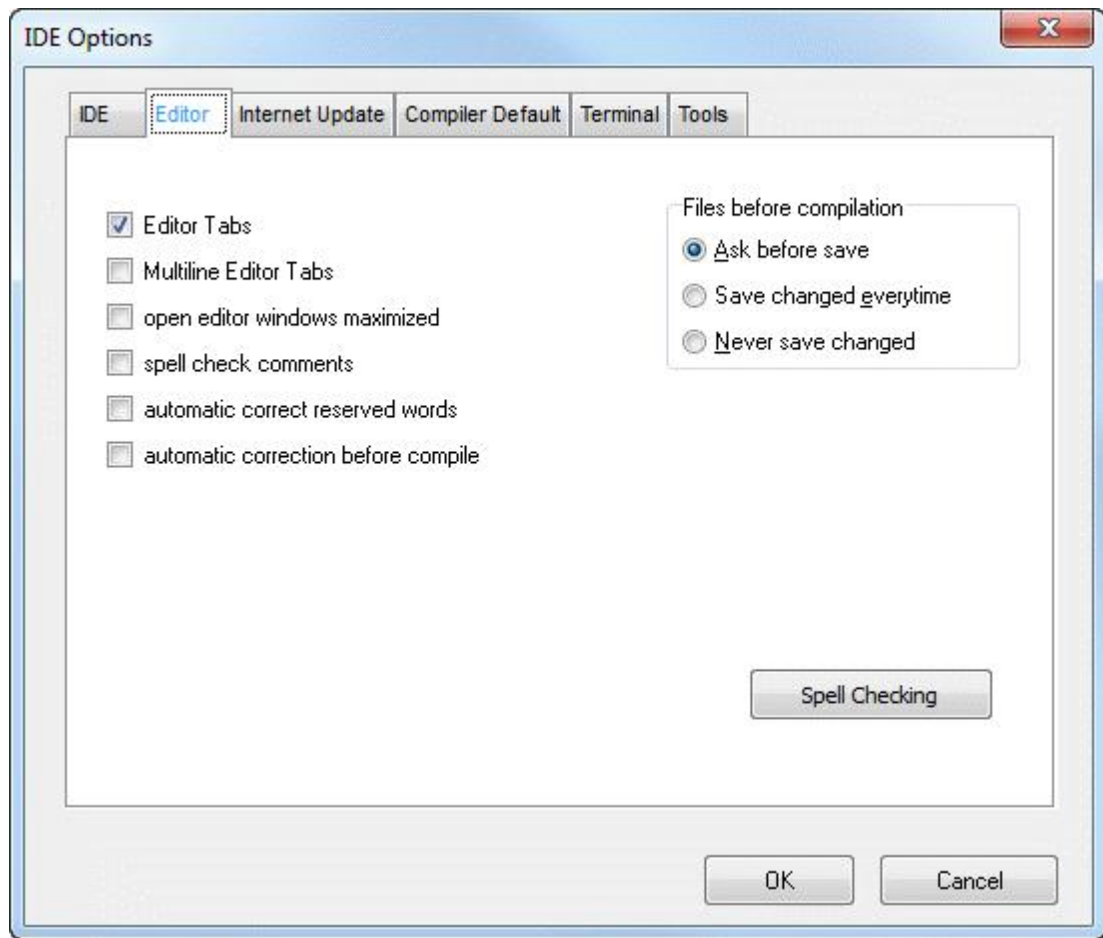 IDE Options
IDE Editor Internet Update Compiler Default Terminal Tools
Editor Tabs
Multiline Editor Tabs
open editor windows maximized
spell check comments
automatic correct reserved words
automatic correction before compile
Files before compilation
Ask before save
Save changed everytime
Never save changed
Spell Checking
OK Cancel